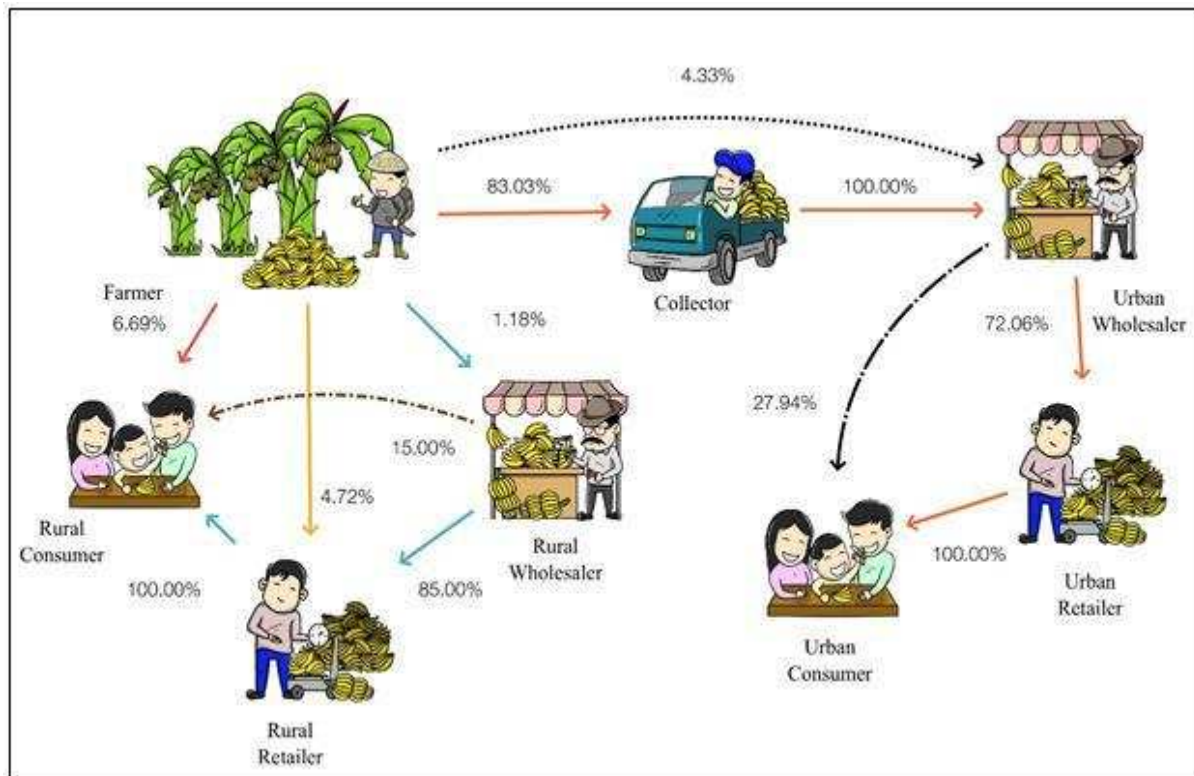 4.33%
83.03%
100.00%
Farmer
Collector
6.69%
1.18%
Urban
Wholesaler
72.06%
27.94%
15.00%
4.72%
Rural
Consumer
Rural
Wholesaler
100.00%
85.00%
100.00%
Urban
Retailer
Urban
Consumer
Rural
Retailer